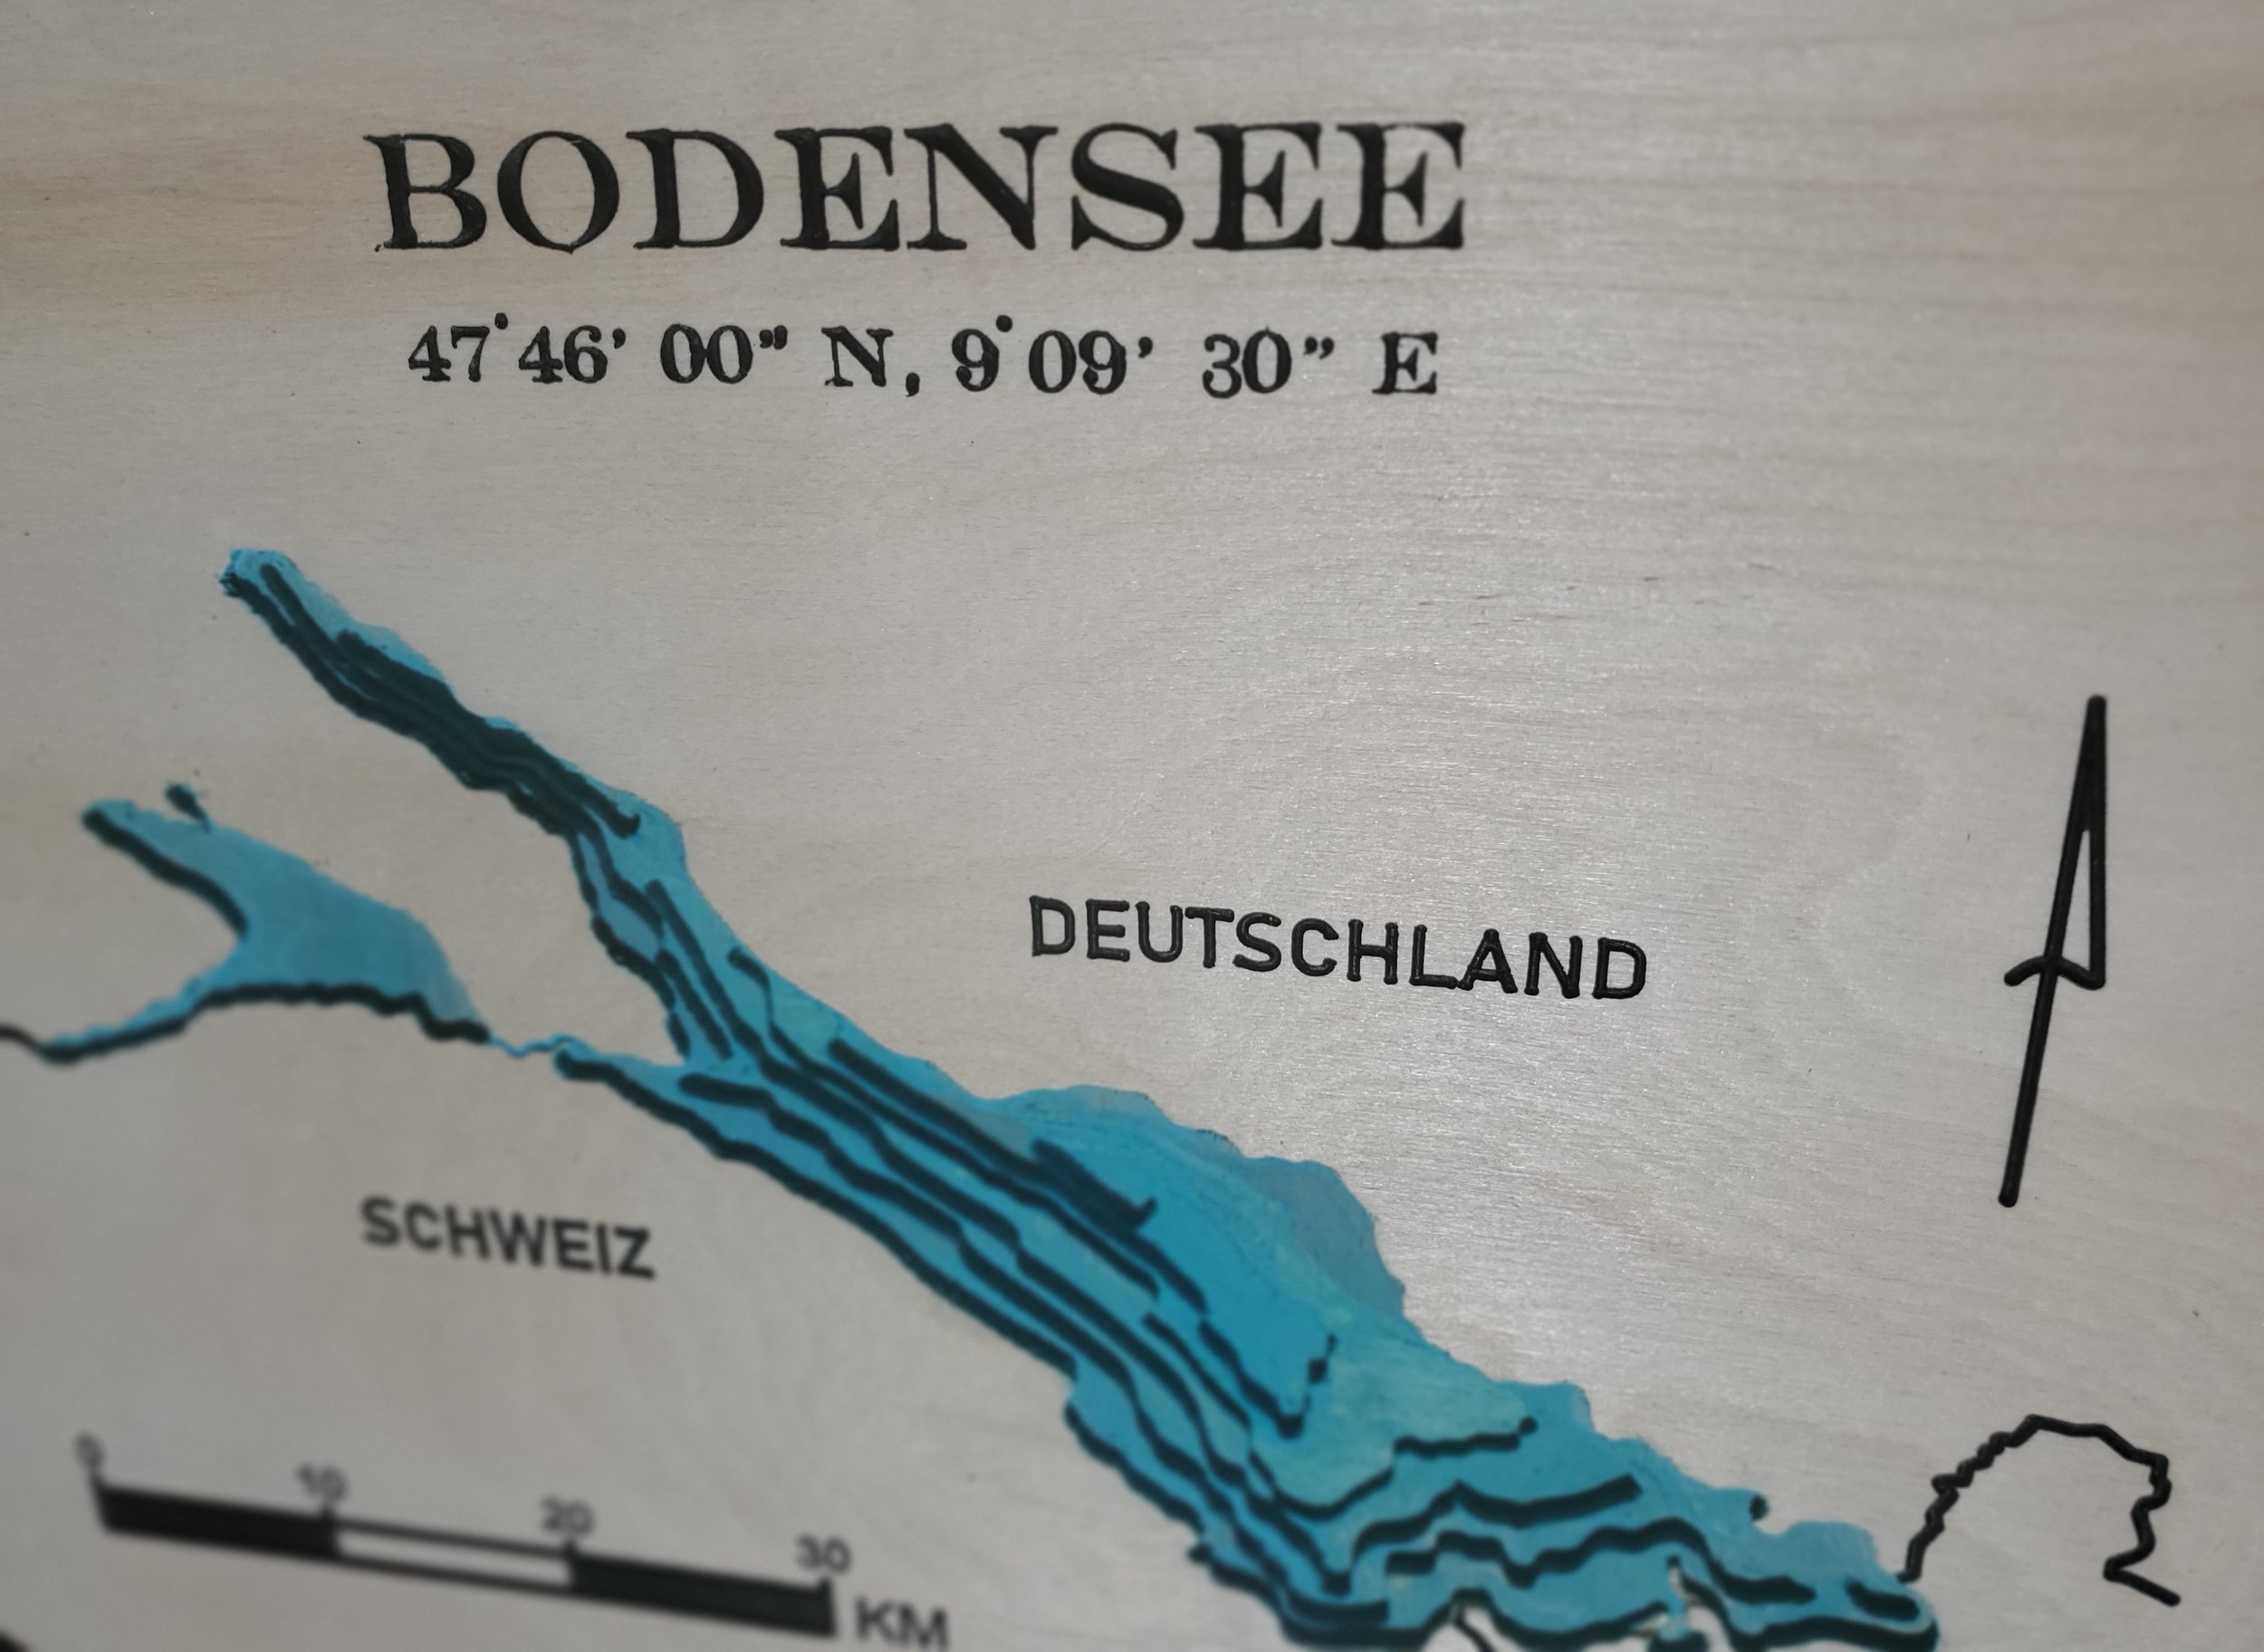 BODENSEE
47°46’ 00” N, 9°09’ 30” E
DEUTSCHLAND
SCHWEIZ
0 10 20 30
KM